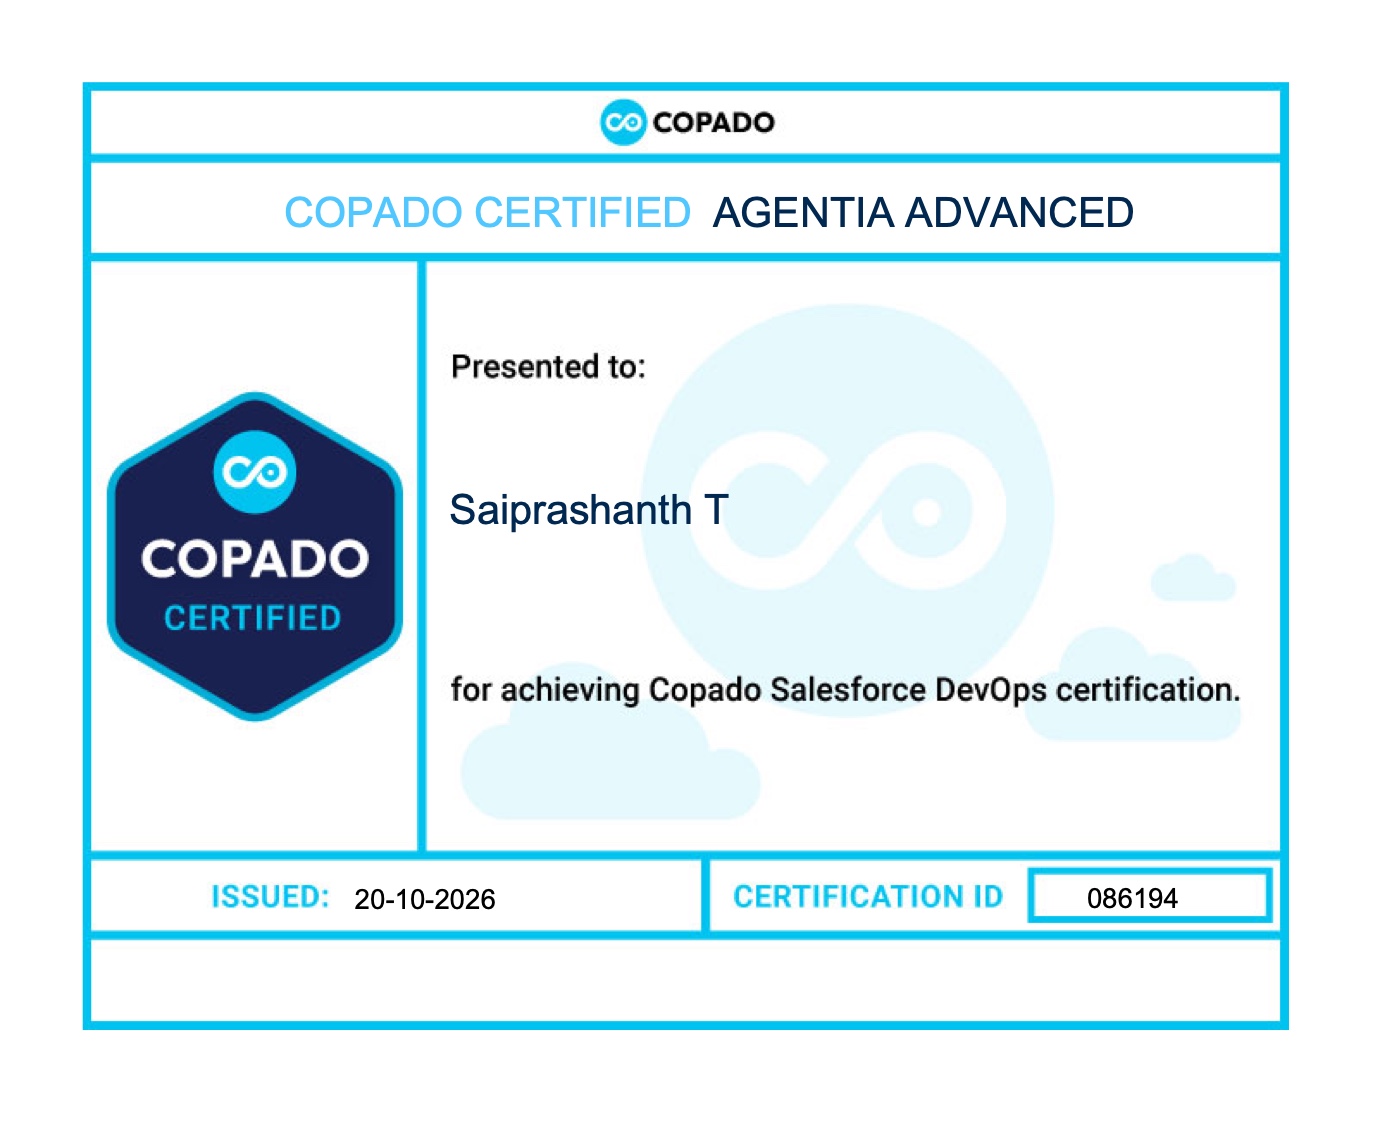 COPADO
COPADO CERTIFIED AGENTIA ADVANCED
Presented to:
COPADO
CERTIFIED
Saiprashanth T
for achieving Copado Salesforce DevOps certification.
ISSUED: 20-10-2026
CERTIFICATION ID 086194